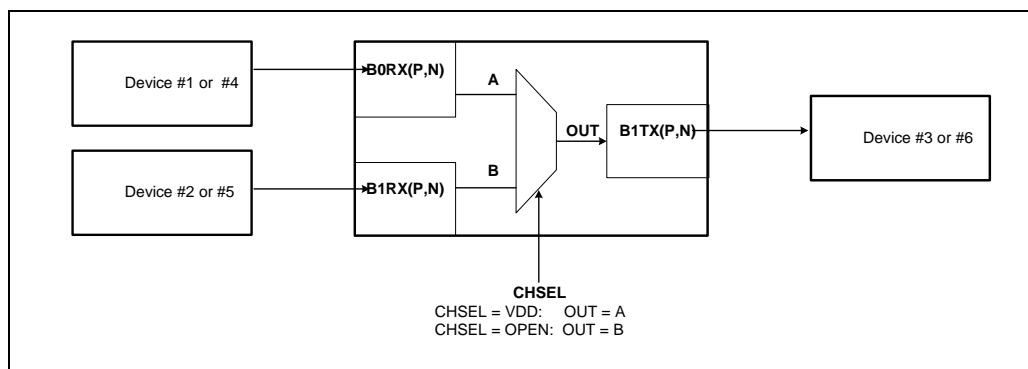 Device #1 or #4
B0RX(P,N)
A
Device #2 or #5
B1RX(P,N)
B
OUT
B1TX(P,N)
Device #3 or #6
CHSEL
CHSEL = VDD: OUT = A
CHSEL = OPEN: OUT = B